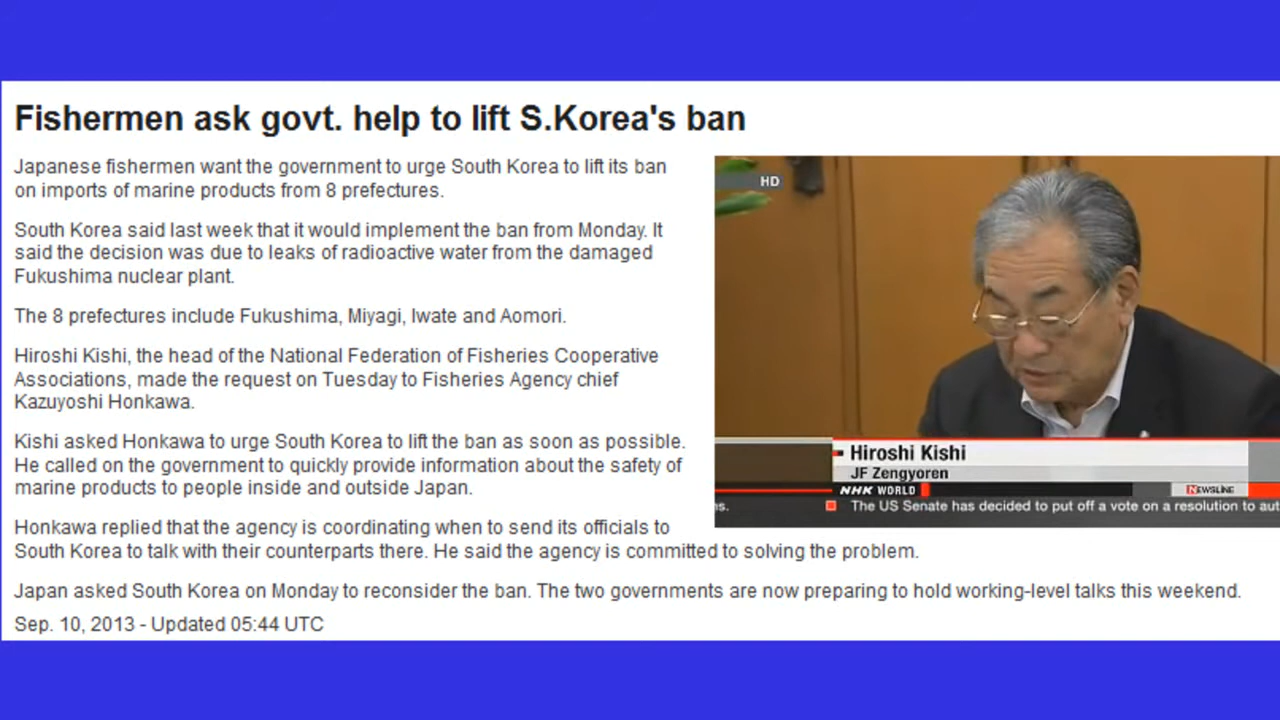 Fishermen ask govt. help to lift S.Korea's ban
Japanese fishermen want the government to urge South Korea to lift its ban
on imports of marine products from 8 prefectures.
South Korea said last week that it would implement the ban from Monday. It
said the decision was due to leaks of radioactive water from the damaged
Fukushima nuclear plant.
The 8 prefectures include Fukushima, Miyagi, Iwate and Aomori.
Hiroshi Kishi, the head of the National Federation of Fisheries Cooperative
Associations, made the request on Tuesday to Fisheries Agency chief
Kazuyoshi Honkawa.
Kishi asked Honkawa to urge South Korea to lift the ban as soon as possible.
He called on the government to quickly provide information about the safety of
marine products to people inside and outside Japan.
Honkawa replied that the agency is coordinating when to send its officials to
South Korea to talk with their counterparts there. He said the agency is committed to solving the problem.
Japan asked South Korea on Monday to reconsider the ban. The two governments are now preparing to hold working-level talks this weekend.
Sep. 10, 2013 - Updated 05:44 UTC
HD
Hiroshi Kishi
JF Zengyoren
NHK WORLD NEWSLINE
s. The US Senate has decided to put off a vote on a resolution to aut